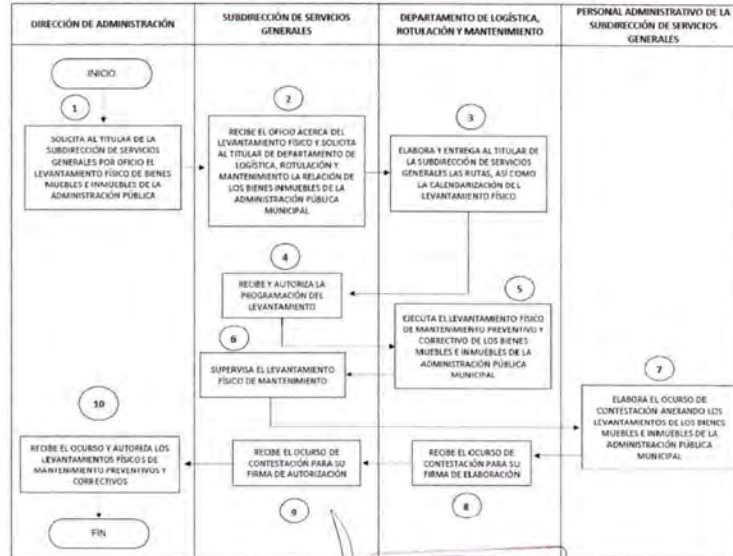 DIRECCIÓN DE ADMINISTRACIÓN
SUBDIRECCIÓN DE SERVICIOS
GENERALES
DEPARTAMENTO DE LOGÍSTICA,
ROTULACIÓN Y MANTENIMIENTO
PERSONAL ADMINISTRATIVO DE LA
SUBDIRECCIÓN DE SERVICIOS
GENERALES
INICIO
1
SOLICITA AL TITULAR DE LA
SUBDIRECCIÓN DE SERVICIOS
GENERALES POR OFICIO EL
LEVANTAMIENTO FÍSICO DE BIENES
MUEBLES E INMUEBLES DE LA
ADMINISTRACIÓN PÚBLICA
2
RECIBE EL OFICIO ACERCA DEL
LEVANTAMIENTO FÍSICO Y SOLICITA
AL TITULAR DE DEPARTAMENTO DE
LOGÍSTICA, ROTULACIÓN Y
MANTENIMIENTO LA RELACIÓN DE
LOS BIENES INMUEBLES DE LA
ADMINISTRACIÓN PÚBLICA
MUNICIPAL
3
ELABORA Y ENTREGA AL TITULAR DE
LA SUBDIRECCIÓN DE SERVICIOS
GENERALES LAS RUTAS, ASÍ COMO
LA CALENDARIZACIÓN DEL
LEVANTAMIENTO FÍSICO
4
RECIBE Y AUTORIZA LA
PROGRAMACIÓN DEL
LEVANTAMIENTO
5
EJECUTA EL LEVANTAMIENTO FÍSICO
DE MANTENIMIENTO PREVENTIVO Y
CORRECTIVO DE LOS BIENES
MUEBLES E INMUEBLES DE LA
ADMINISTRACIÓN PÚBLICA
MUNICIPAL
6
SUPERVISA EL LEVANTAMIENTO
FÍSICO DE MANTENIMIENTO
7
ELABORA EL OCURSO DE
CONTESTACIÓN ANEXANDO LOS
LEVANTAMIENTOS DE LOS BIENES
MUEBLES E INMUEBLES DE LA
ADMINISTRACIÓN PÚBLICA
MUNICIPAL
RECIBE EL OCURSO DE
CONTESTACIÓN PARA SU
FIRMA DE ELABORACIÓN
8
RECIBE EL OCURSO DE
CONTESTACIÓN PARA SU
FIRMA DE AUTORIZACIÓN
9
10
RECIBE EL OCURSO Y AUTORIZA LOS
LEVANTAMIENTOS FÍSICOS DE
MANTENIMIENTO PREVENTIVOS Y
CORRECTIVOS
FIN